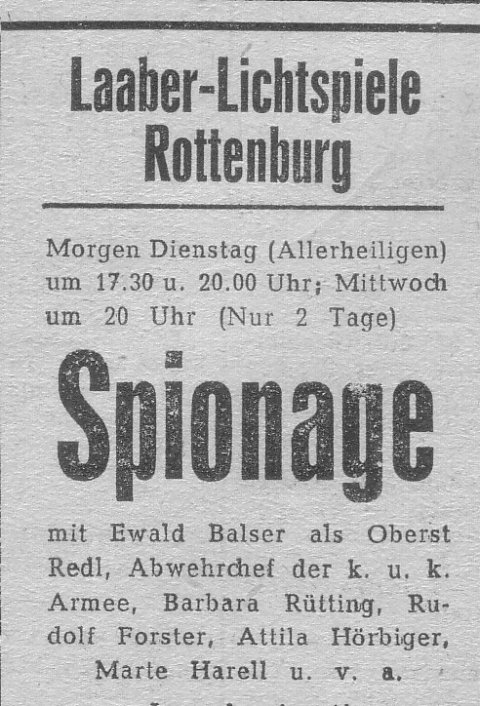 Laaber-Lichtspiele
Rottenburg
Morgen Dienstag (Allerheiligen)
um 17.30 u. 20.00 Uhr; Mittwoch
um 20 Uhr (Nur 2 Tage)
Spionage
mit Ewald Balser als Oberst
Redl, Abwehrchef der k. u. k.
Armee, Barbara Rütting, Ru-
dolf Forster, Attila Hörbiger,
Marte Harell u. v. a.